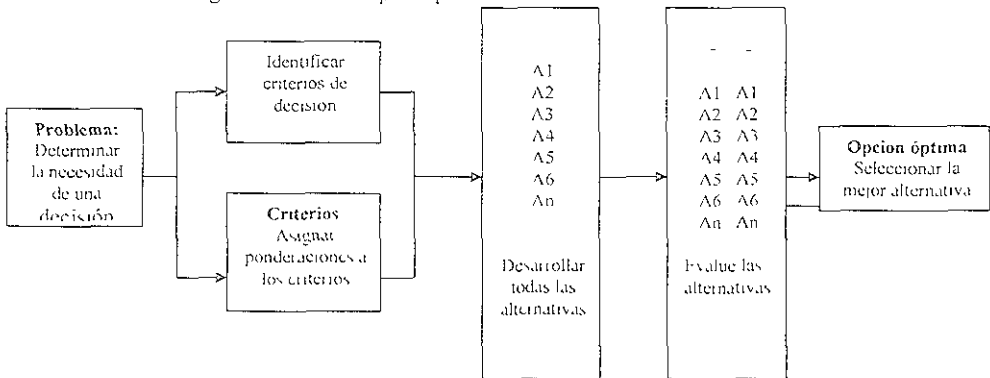 Problema:
Determinar
la necesidad
de una
decisión
Identificar
criterios de
decisión
Criterios
Asignar
ponderaciones a
los criterios
A1
A2
A3
A4
A5
A6
An
Desarrollar
todas las
alternativas
- -
A1 A1
A2 A2
A3 A3
A4 A4
A5 A5
A6 A6
An An
Evalue las
alternativas
Opcion óptima
Seleccionar la
mejor alternativa